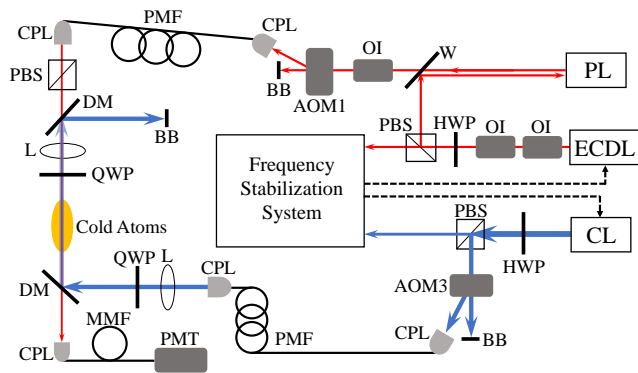 CPL
PMF
CPL
OI
W
PL
PBS
BB
AOM1
DM
BB
PBS
HWP
OI
OI
ECDL
L
QWP
Frequency
Stabilization
System
Cold Atoms
PBS
CL
HWP
QWP
L
CPL
DM
AOM3
MMF
PMF
CPL
BB
CPL
PMT